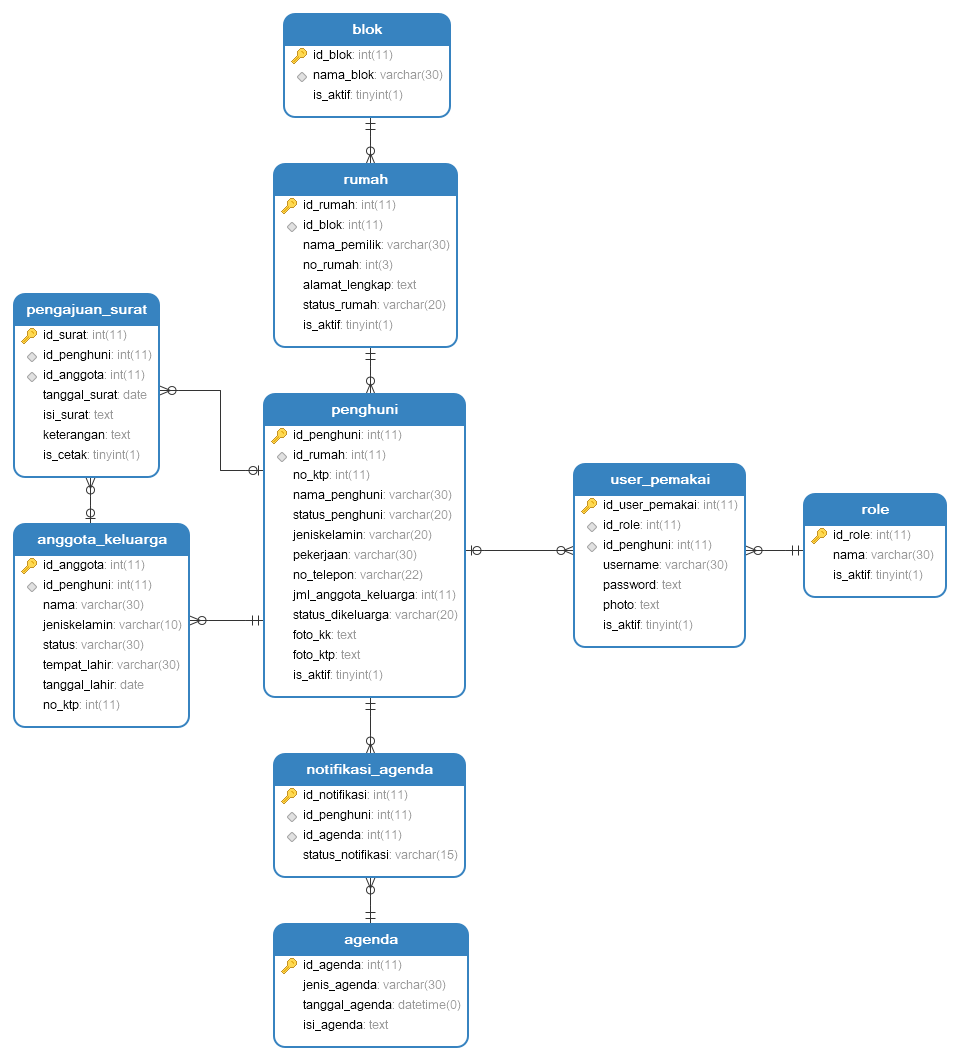 blok
id_blok: int(11)
nama_blok: varchar(30)
is_aktif: tinyint(1)
rumah
id_rumah: int(11)
id_blok: int(11)
nama_pemilik: varchar(30)
no_rumah: int(3)
alamat_lengkap: text
status_rumah: varchar(20)
is_aktif: tinyint(1)
pengajuan_surat
id_surat: int(11)
id_penghuni: int(11)
id_anggota: int(11)
tanggal_surat: date
isi_surat: text
keterangan: text
is_cetak: tinyint(1)
penghuni
id_penghuni: int(11)
id_rumah: int(11)
no_ktp: int(11)
nama_penghuni: varchar(30)
status_penghuni: varchar(20)
jeniskelamin: varchar(20)
pekerjaan: varchar(30)
no_telepon: varchar(22)
jml_anggota_keluarga: int(11)
status_dikeluarga: varchar(20)
foto_kk: text
foto_ktp: text
is_aktif: tinyint(1)
user_pemakai
id_user_pemakai: int(11)
id_role: int(11)
id_penghuni: int(11)
username: varchar(30)
password: text
photo: text
is_aktif: tinyint(1)
role
id_role: int(11)
nama: varchar(30)
is_aktif: tinyint(1)
anggota_keluarga
id_anggota: int(11)
id_penghuni: int(11)
nama: varchar(30)
jeniskelamin: varchar(10)
status: varchar(30)
tempat_lahir: varchar(30)
tanggal_lahir: date
no_ktp: int(11)
notifikasi_agenda
id_notifikasi: int(11)
id_penghuni: int(11)
id_agenda: int(11)
status_notifikasi: varchar(15)
agenda
id_agenda: int(11)
jenis_agenda: varchar(30)
tanggal_agenda: datetime(0)
isi_agenda: text